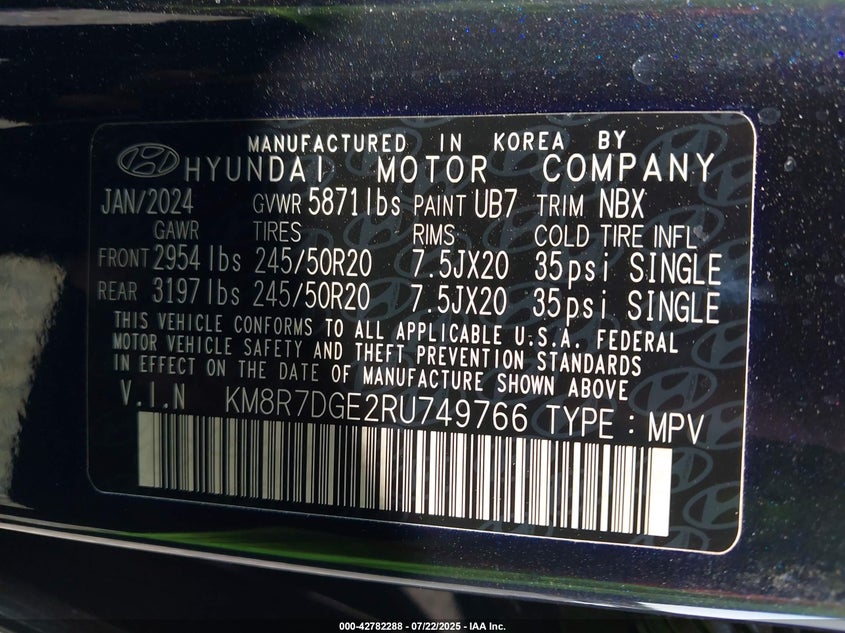 MANUFACTURED IN KOREA BY
HYUNDAI MOTOR COMPANY
JAN/2024 GVWR 5871lbs PAINT UB7 TRIM NBX
GAWR TIRES RIMS COLD TIRE INFL
FRONT 2954lbs 245/50R20 7.5JX20 35psi SINGLE
REAR 3197lbs 245/50R20 7.5JX20 35psi SINGLE
THIS VEHICLE CONFORMS TO ALL APPLICABLE U.S.A. FEDERAL
MOTOR VEHICLE SAFETY AND THEFT PREVENTION STANDARDS
IN EFFECT ON THE DATE OF MANUFACTURE SHOWN ABOVE
V.I.N KM8R7DGE2RU749766 TYPE : MPV
000-42782288 - 07/22/2025 - IAA Inc.